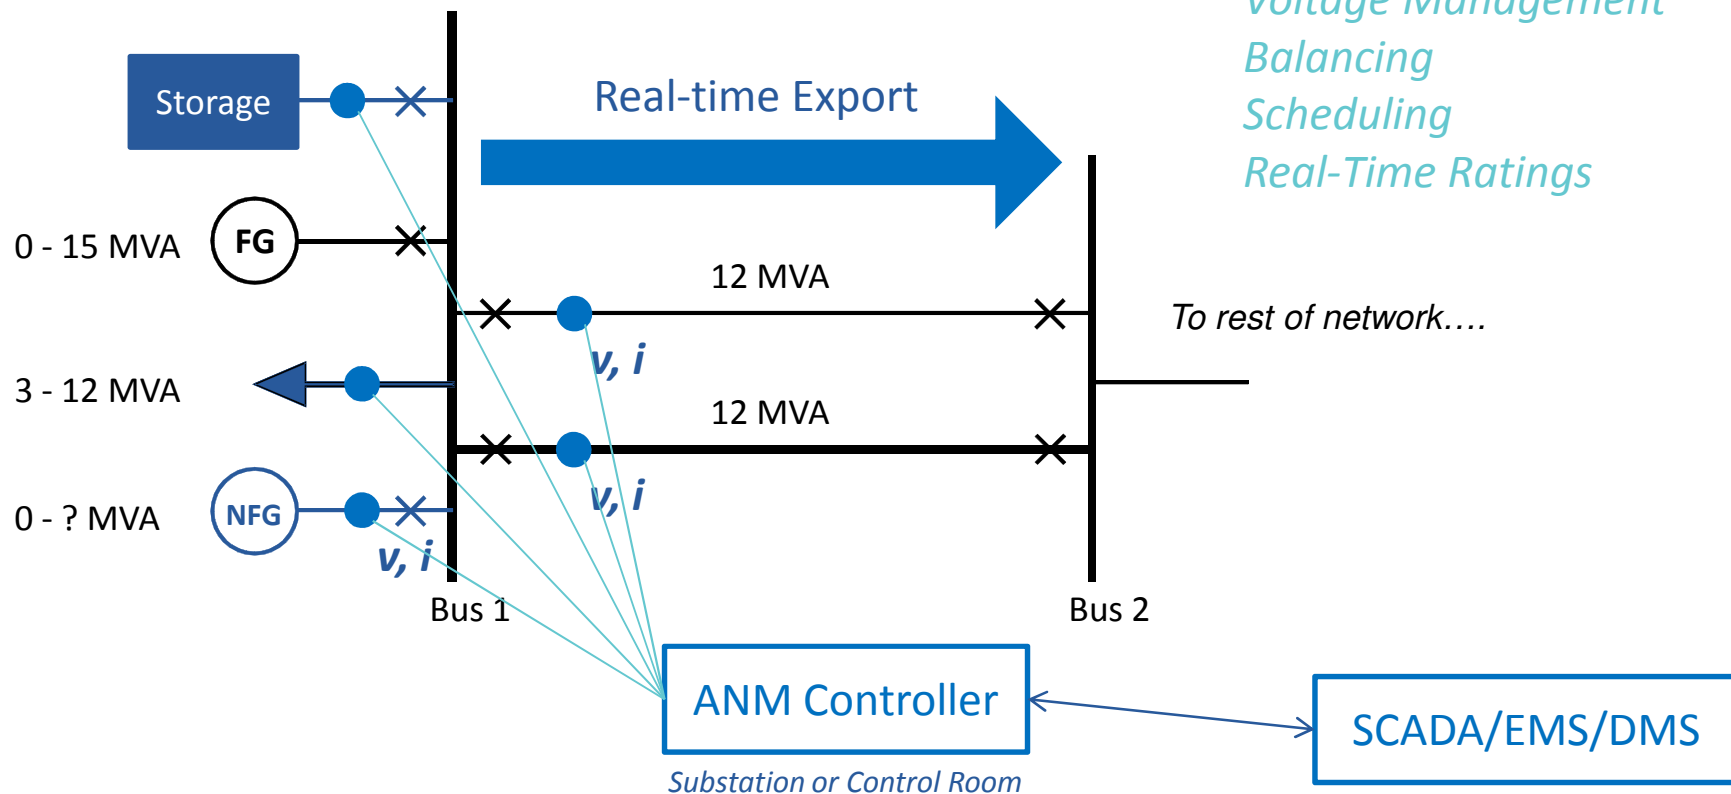 Voltage Management
Balancing
Scheduling
Real-Time Ratings
Storage
Real-time Export
0 - 15 MVA
FG
12 MVA
To rest of network....
v, i
3 - 12 MVA
12 MVA
v, i
0 - ? MVA
NFG
v, i
Bus 1
Bus 2
ANM Controller
SCADA/EMS/DMS
Substation or Control Room